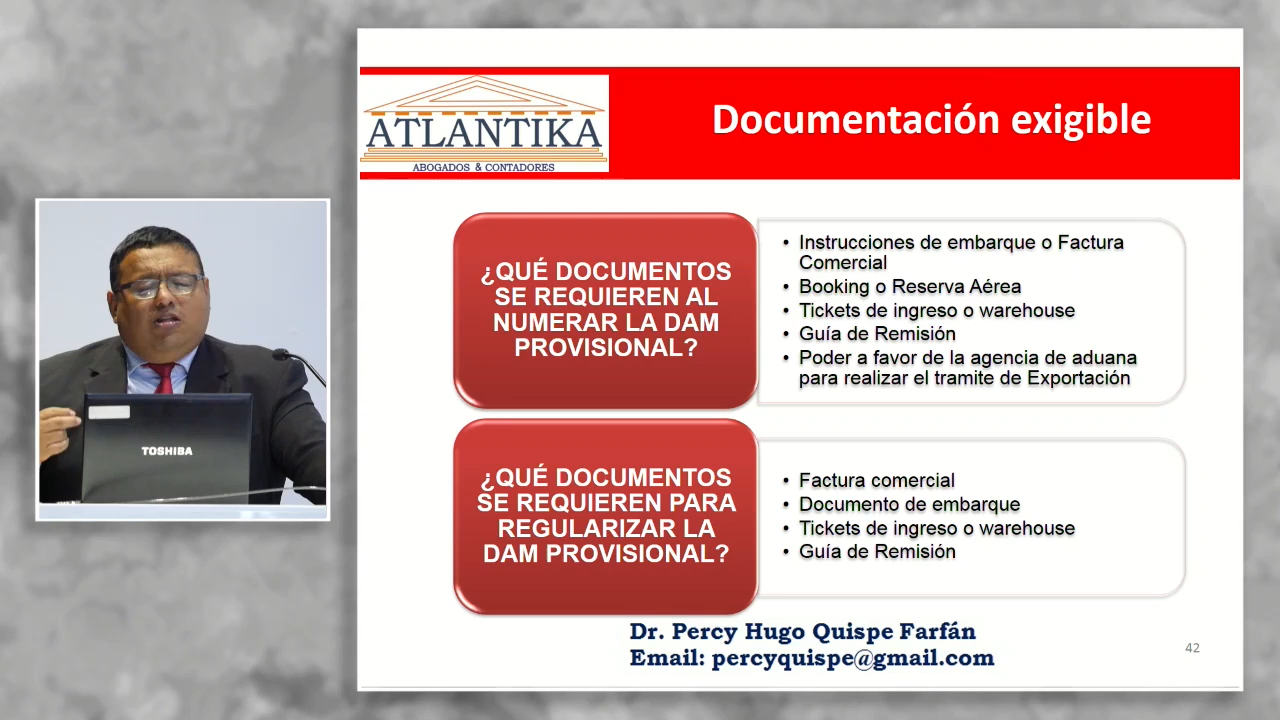 ATLANTIKA
ABOGADOS & CONTADORES
Documentación exigible
¿QUÉ DOCUMENTOS
SE REQUIEREN AL
NUMERAR LA DAM
PROVISIONAL?
• Instrucciones de embarque o Factura
Comercial
• Booking o Reserva Aérea
• Tickets de ingreso o warehouse
• Guía de Remisión
• Poder a favor de la agencia de aduana
para realizar el tramite de Exportación
¿QUÉ DOCUMENTOS
SE REQUIEREN PARA
REGULARIZAR LA
DAM PROVISIONAL?
• Factura comercial
• Documento de embarque
• Tickets de ingreso o warehouse
• Guía de Remisión
Dr. Percy Hugo Quispe Farfán
Email: percyquispe@gmail.com
42
TOSHIBA